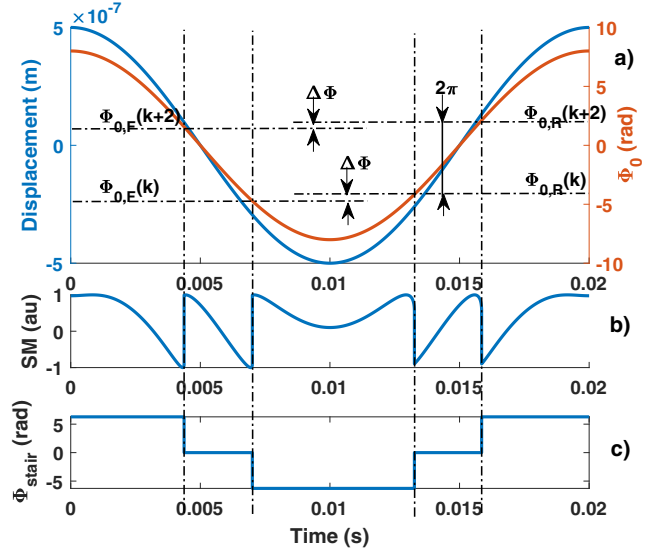 ×10⁻⁷
5
0
-5
Displacement (m)
10
5
0
-5
-10
Φ₀ (rad)
a)
ΔΦ
2π
Φ₀,F(k+2)
Φ₀,R(k+2)
ΔΦ
Φ₀,F(k)
Φ₀,R(k)
0 0.005 0.01 0.015 0.02
1
0
-1
SM (au)
b)
0 0.005 0.01 0.015 0.02
5
0
-5
Φstair (rad)
c)
0 0.005 0.01 0.015 0.02
Time (s)